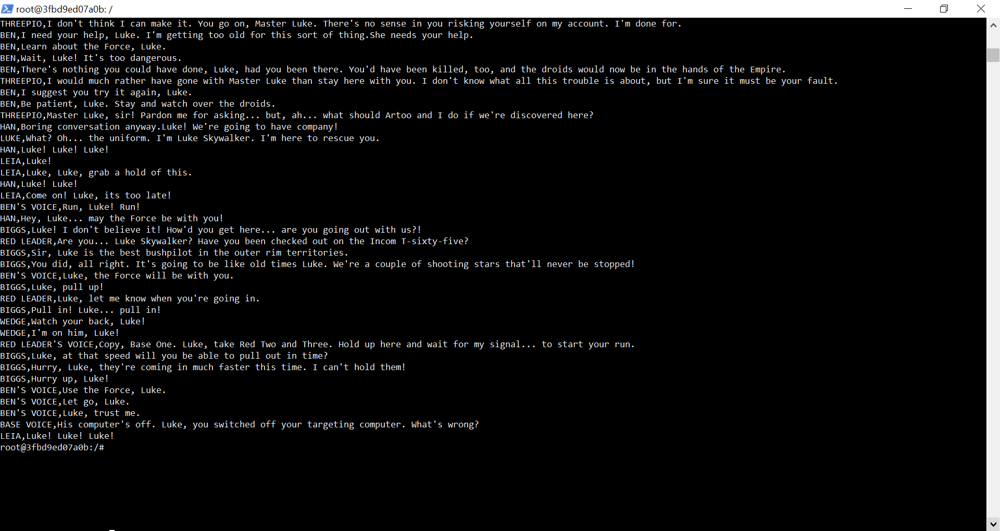 root@3fbd9ed07a0b: /
THREEPIO,I don't think I can make it. You go on, Master Luke. There's no sense in you risking yourself on my account. I'm done for.
BEN,I need your help, Luke. I'm getting too old for this sort of thing.She needs your help.
BEN,Learn about the Force, Luke.
BEN,Wait, Luke! It's too dangerous.
BEN,There's nothing you could have done, Luke, had you been there. You'd have been killed, too, and the droids would now be in the hands of the Empire.
THREEPIO,I would much rather have gone with Master Luke than stay here with you. I don't know what all this trouble is about, but I'm sure it must be your fault.
BEN,I suggest you try it again, Luke.
BEN,Be patient, Luke. Stay and watch over the droids.
THREEPIO,Master Luke, sir! Pardon me for asking... but, ah... what should Artoo and I do if we're discovered here?
HAN,Boring conversation anyway.Luke! We're going to have company!
LUKE,What? Oh... the uniform. I'm Luke Skywalker. I'm here to rescue you.
HAN,Luke! Luke! Luke!
LEIA,Luke!
LEIA,Luke, Luke, grab a hold of this.
HAN,Luke! Luke!
LEIA,Come on! Luke, its too late!
BEN'S VOICE,Run, Luke! Run!
HAN,Hey, Luke... may the Force be with you!
BIGGS,Luke! I don't believe it! How'd you get here... are you going out with us?!
RED LEADER,Are you... Luke Skywalker? Have you been checked out on the Incom T-sixty-five?
BIGGS,Sir, Luke is the best bushpilot in the outer rim territories.
BIGGS,You did, all right. It's going to be like old times Luke. We're a couple of shooting stars that'll never be stopped!
BEN'S VOICE,Luke, the Force will be with you.
BIGGS,Luke, pull up!
RED LEADER,Luke, let me know when you're going in.
BIGGS,Pull in! Luke... pull in!
WEDGE,Watch your back, Luke!
WEDGE,I'm on him, Luke!
RED LEADER'S VOICE,Copy, Base One. Luke, take Red Two and Three. Hold up here and wait for my signal... to start your run.
BIGGS,Luke, at that speed will you be able to pull out in time?
BIGGS,Hurry, Luke, they're coming in much faster this time. I can't hold them!
BIGGS,Hurry up, Luke!
BEN'S VOICE,Use the Force, Luke.
BEN'S VOICE,Let go, Luke.
BEN'S VOICE,Luke, trust me.
BASE VOICE,His computer's off. Luke, you switched off your targeting computer. What's wrong?
LEIA,Luke! Luke! Luke!
root@3fbd9ed07a0b:/#